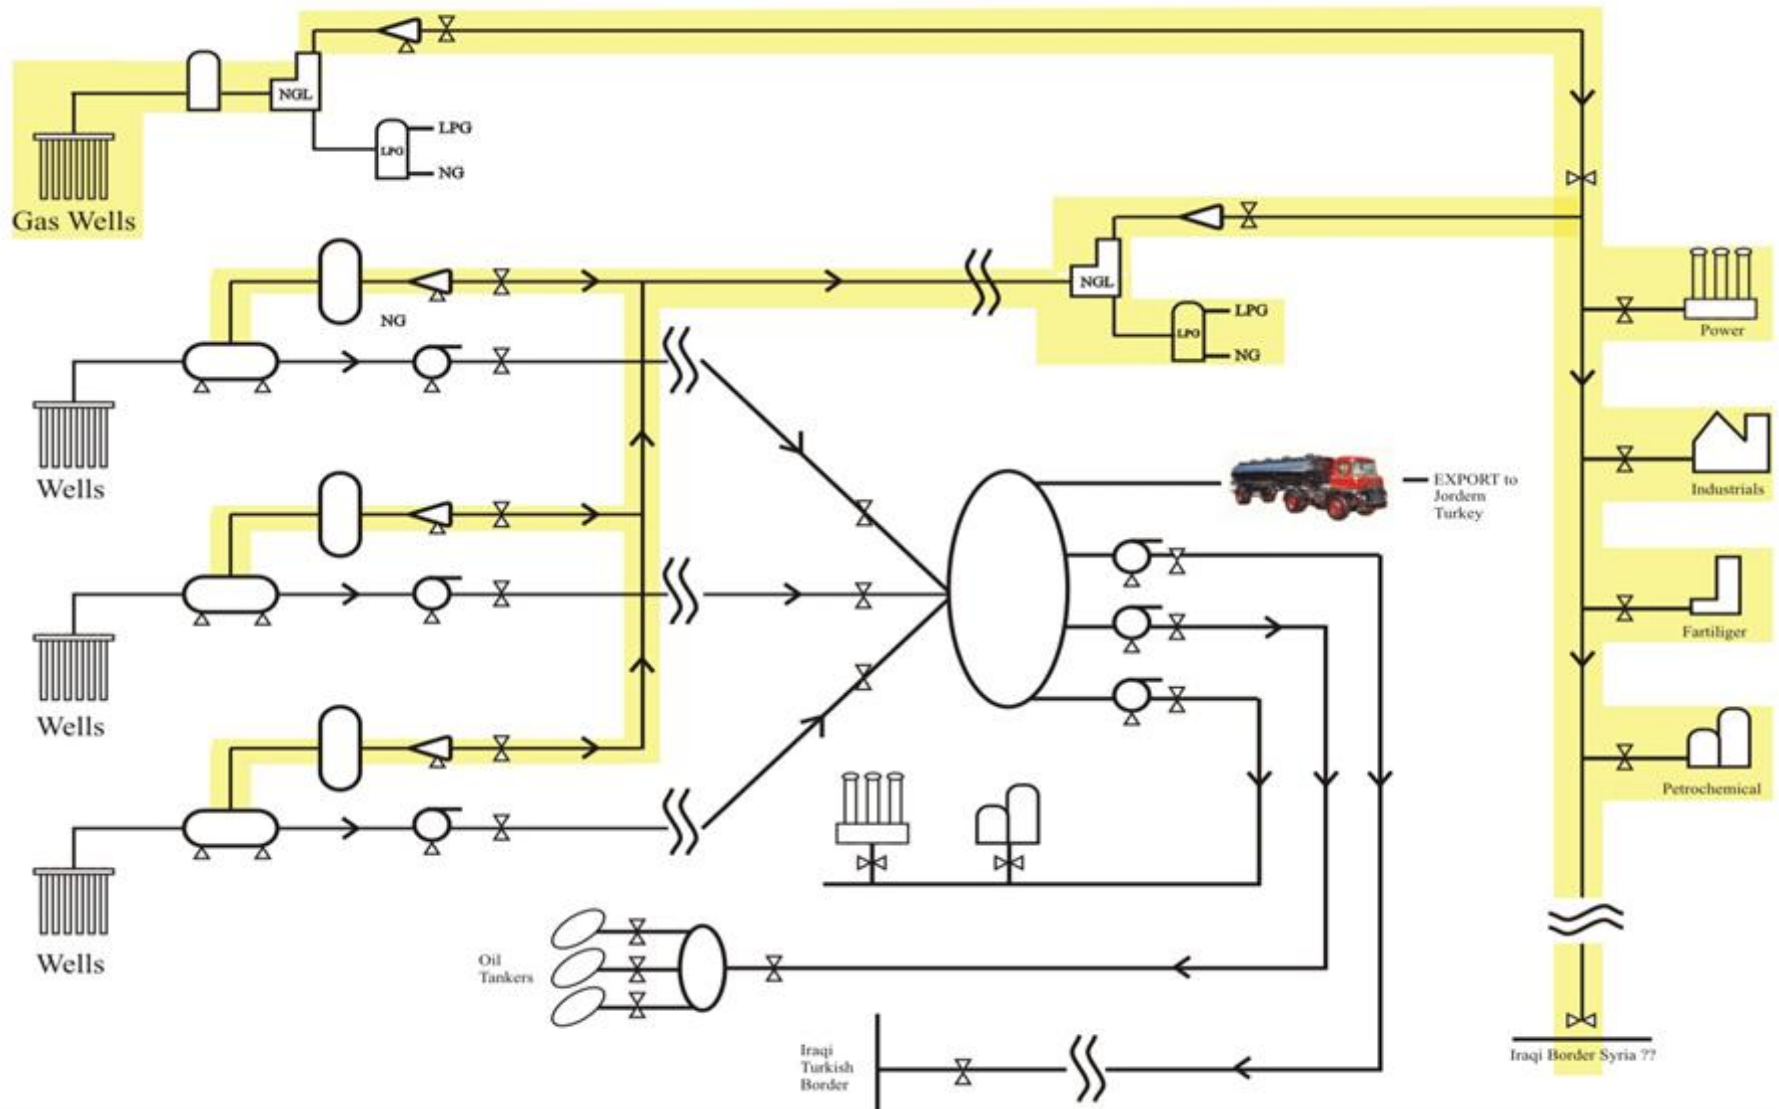 NGL
LPG
LPG
NG
Gas Wells
NGL
NG
LPG
LPG
NG
Power
Wells
EXPORT to
Jordern
Turkey
Industrials
Wells
Fartiliger
Petrochemical
Wells
Oil
Tankers
Iraqi
Turkish
Border
Iraqi Border Syria ??